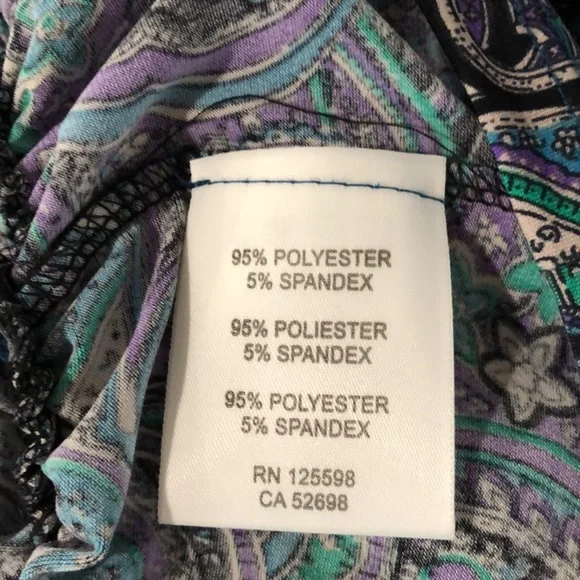 95% POLYESTER
5% SPANDEX
95% POLIESTER
5% SPANDEX
95% POLYESTER
5% SPANDEX
RN 125598
CA 52698